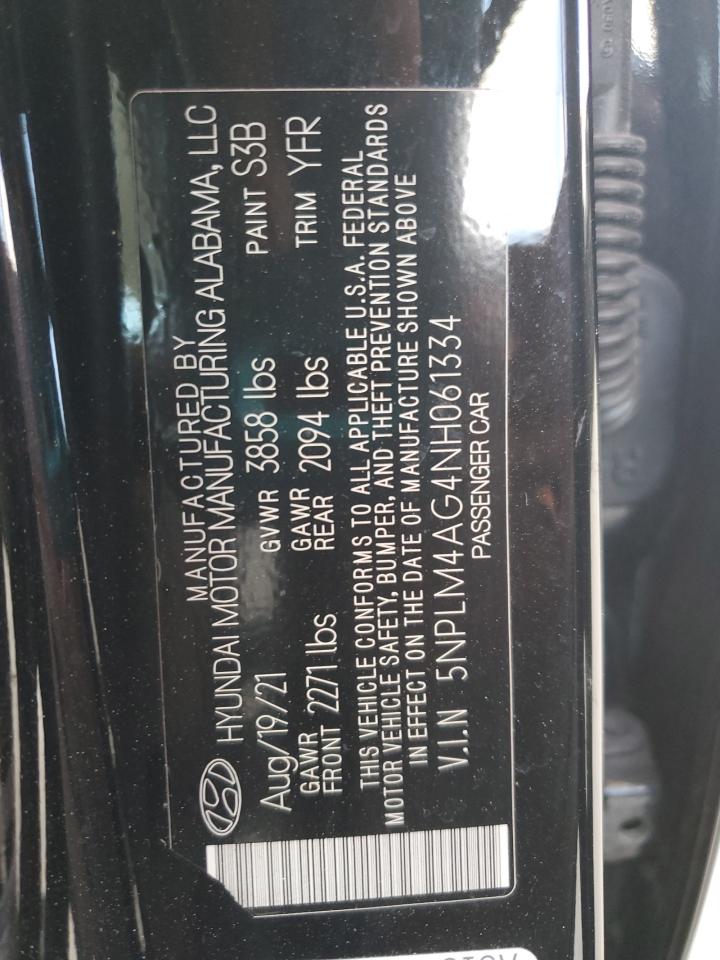 MANUFACTURED BY
HYUNDAI MOTOR MANUFACTURING ALABAMA, LLC
Aug/19/21 GVWR 3858 lbs PAINT S3B
GAWR FRONT 2271 lbs GAWR REAR 2094 lbs TRIM YFR
THIS VEHICLE CONFORMS TO ALL APPLICABLE U.S.A. FEDERAL
MOTOR VEHICLE SAFETY, BUMPER, AND THEFT PREVENTION STANDARDS
IN EFFECT ON THE DATE OF MANUFACTURE SHOWN ABOVE
V.I.N 5NPLM4AG4NH061334
PASSENGER CAR